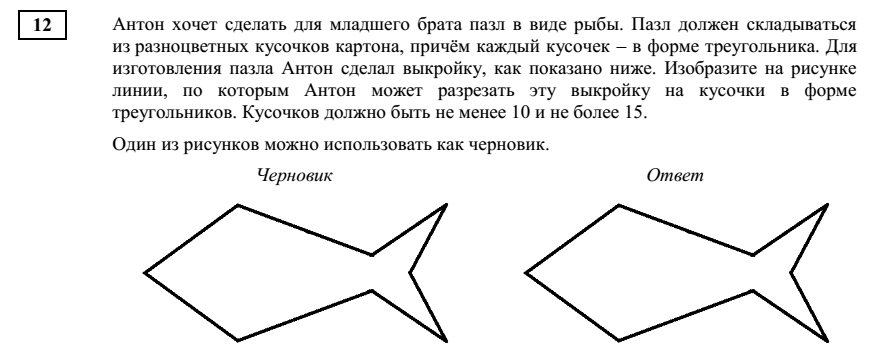 12
Антон хочет сделать для младшего брата пазл в виде рыбы. Пазл должен складываться
из разноцветных кусочков картона, причём каждый кусочек – в форме треугольника. Для
изготовления пазла Антон сделал выкройку, как показано ниже. Изобразите на рисунке
линии, по которым Антон может разрезать эту выкройку на кусочки в форме
треугольников. Кусочков должно быть не менее 10 и не более 15.
Один из рисунков можно использовать как черновик.
Черновик
Ответ